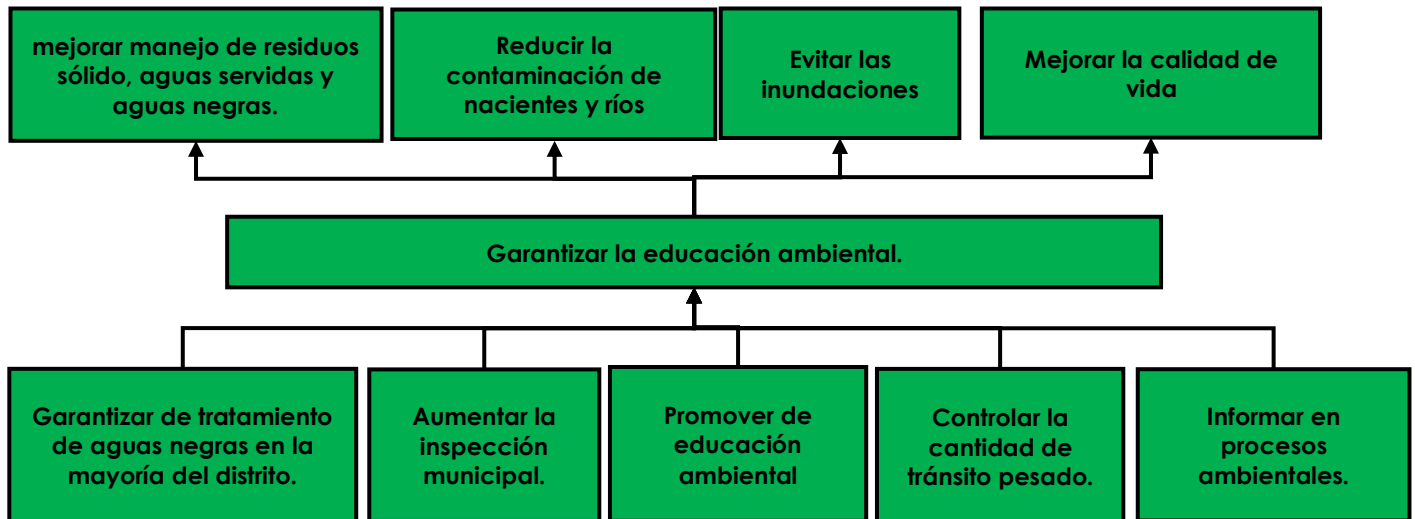 mejorar manejo de residuos
sólido, aguas servidas y
aguas negras.
Reducir la
contaminación de
nacientes y ríos
Evitar las
inundaciones
Mejorar la calidad de
vida
Garantizar la educación ambiental.
Garantizar de tratamiento
de aguas negras en la
mayoría del distrito.
Aumentar la
inspección
municipal.
Promover de
educación
ambiental
Controlar la
cantidad de
tránsito pesado.
Informar en
procesos
ambientales.